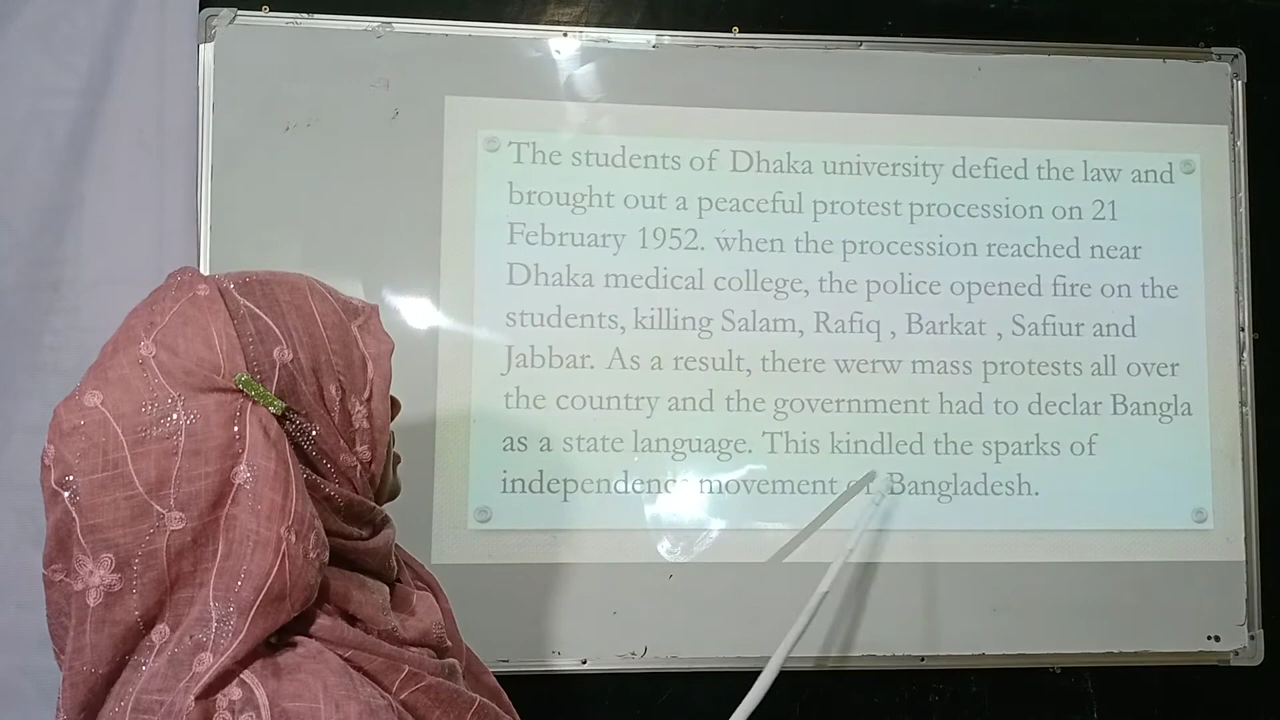 The students of Dhaka university defied the law and
brought out a peaceful protest procession on 21
February 1952. when the procession reached near
Dhaka medical college, the police opened fire on the
students, killing Salam, Rafiq , Barkat , Safiur and
Jabbar. As a result, there werw mass protests all over
the country and the government had to declar Bangla
as a state language. This kindled the sparks of
independence movement of Bangladesh.